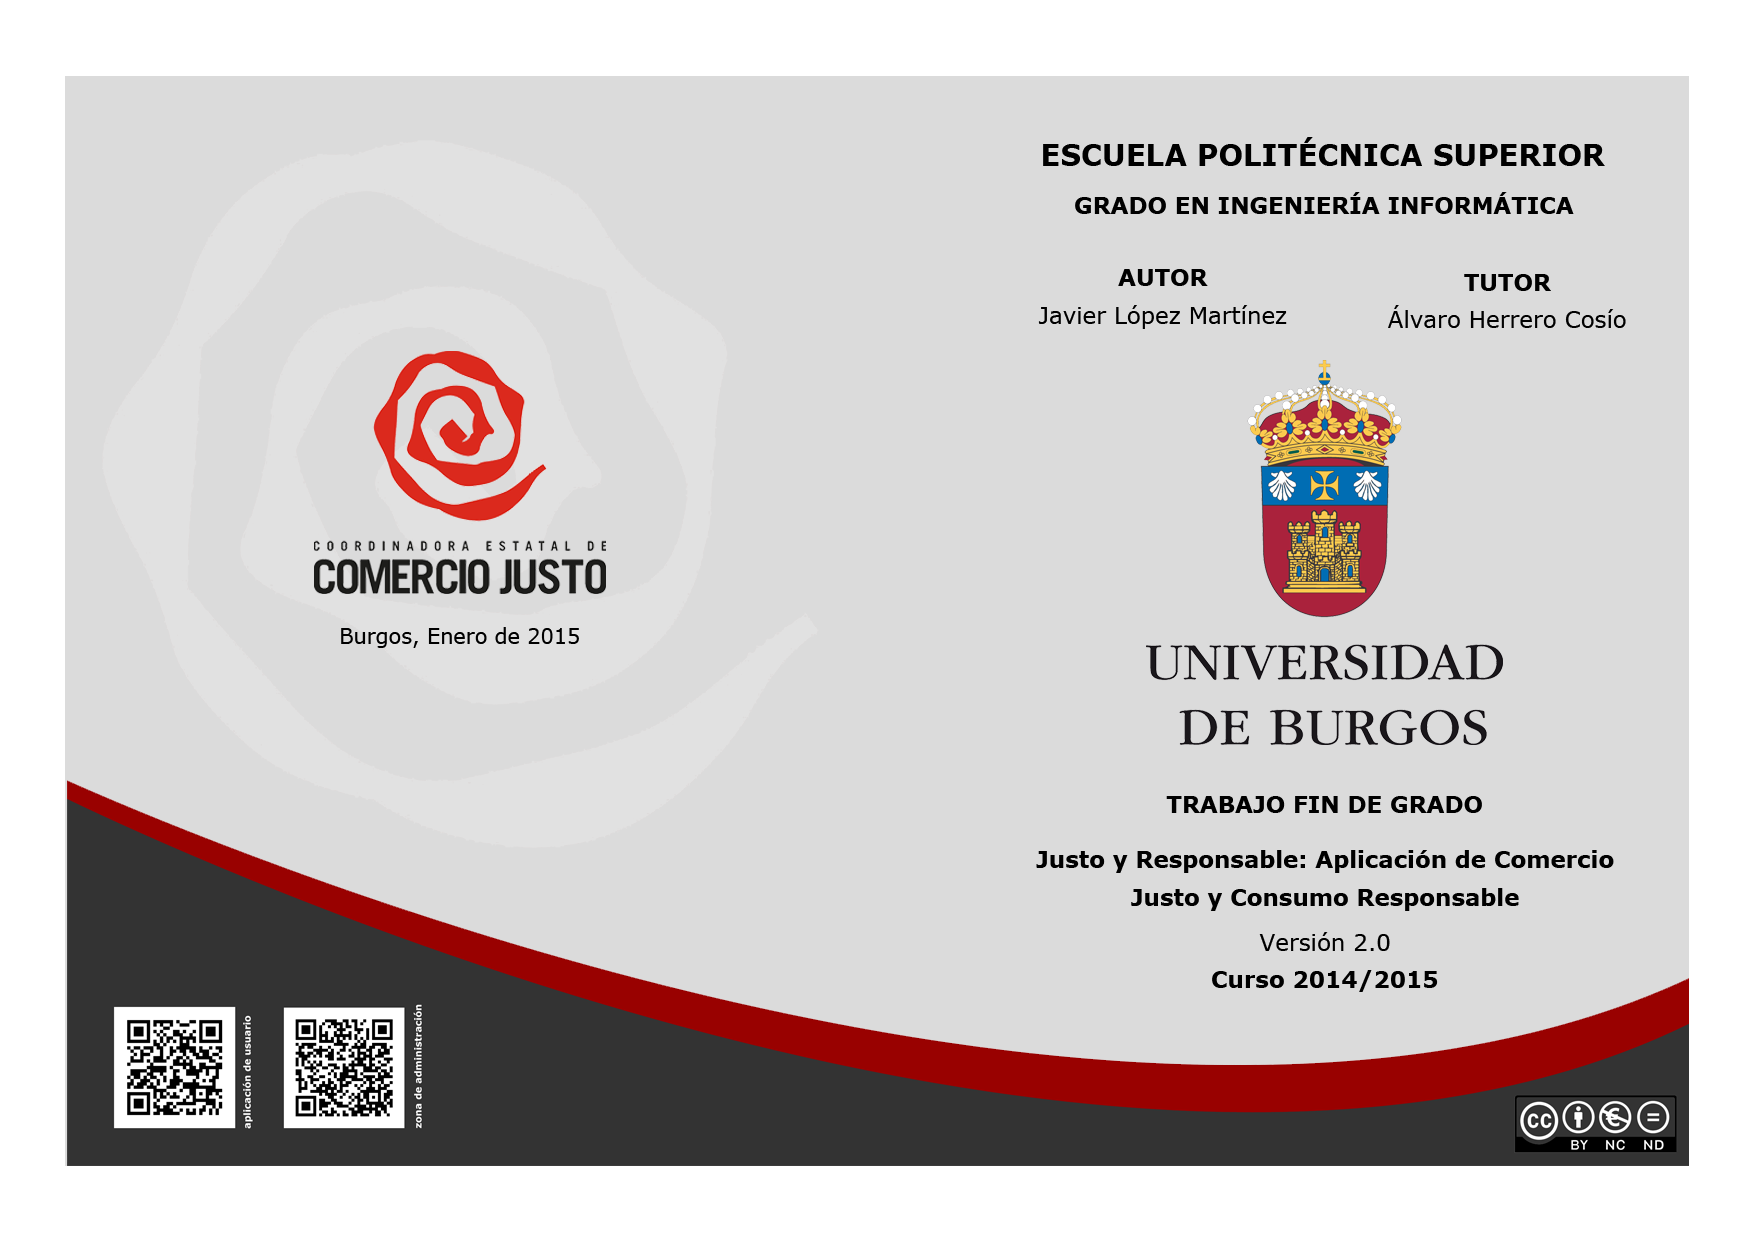 COORDINADORA ESTATAL DE
COMERCIO JUSTO
Burgos, Enero de 2015
aplicación de usuario
zona de administración
ESCUELA POLITÉCNICA SUPERIOR
GRADO EN INGENIERÍA INFORMÁTICA
AUTOR
Javier López Martínez
TUTOR
Álvaro Herrero Cosío
UNIVERSIDAD
DE BURGOS
TRABAJO FIN DE GRADO
Justo y Responsable: Aplicación de Comercio
Justo y Consumo Responsable
Versión 2.0
Curso 2014/2015
CC
BY NC ND